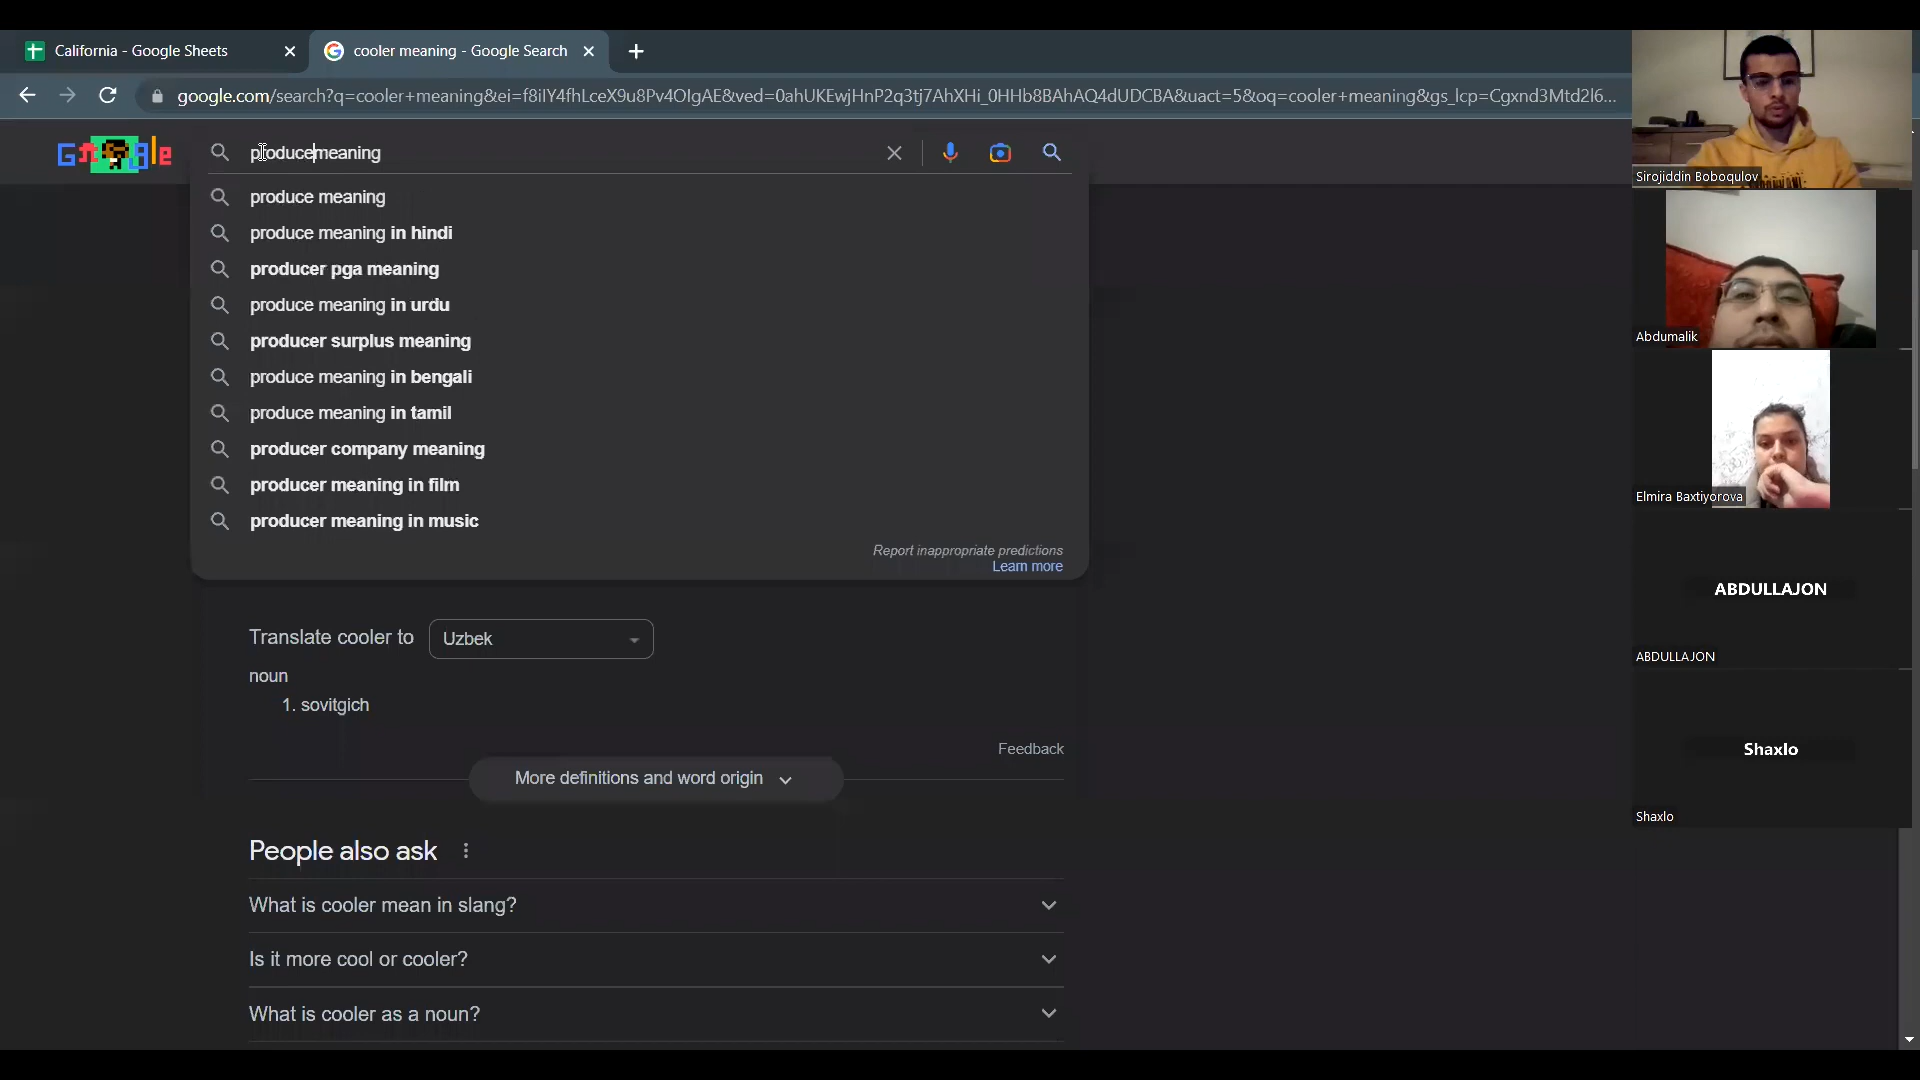 California - Google Sheets
cooler meaning - Google Search
google.com/search?q=cooler+meaning&ei=f8iIY4fhLceX9u8Pv4OIgAE&ved=0ahUKEwjHnP2q3tj7AhXHi_0HHb8BAhAQ4dUDCBA&uact=5&oq=cooler+meaning&gs_lcp=Cgxnd3Mtd2l6...
producemeaning
produce meaning
produce meaning in hindi
producer pga meaning
produce meaning in urdu
producer surplus meaning
produce meaning in bengali
produce meaning in tamil
producer company meaning
producer meaning in film
producer meaning in music
Report inappropriate predictions
Learn more
Translate cooler to
Uzbek
noun
1. sovitgich
Feedback
More definitions and word origin
People also ask
What is cooler mean in slang?
Is it more cool or cooler?
What is cooler as a noun?
Sirojiddin Boboqulov
Abdumalik
Elmira Baxtiyorova
ABDULLAJON
ABDULLAJON
Shaxlo
Shaxlo